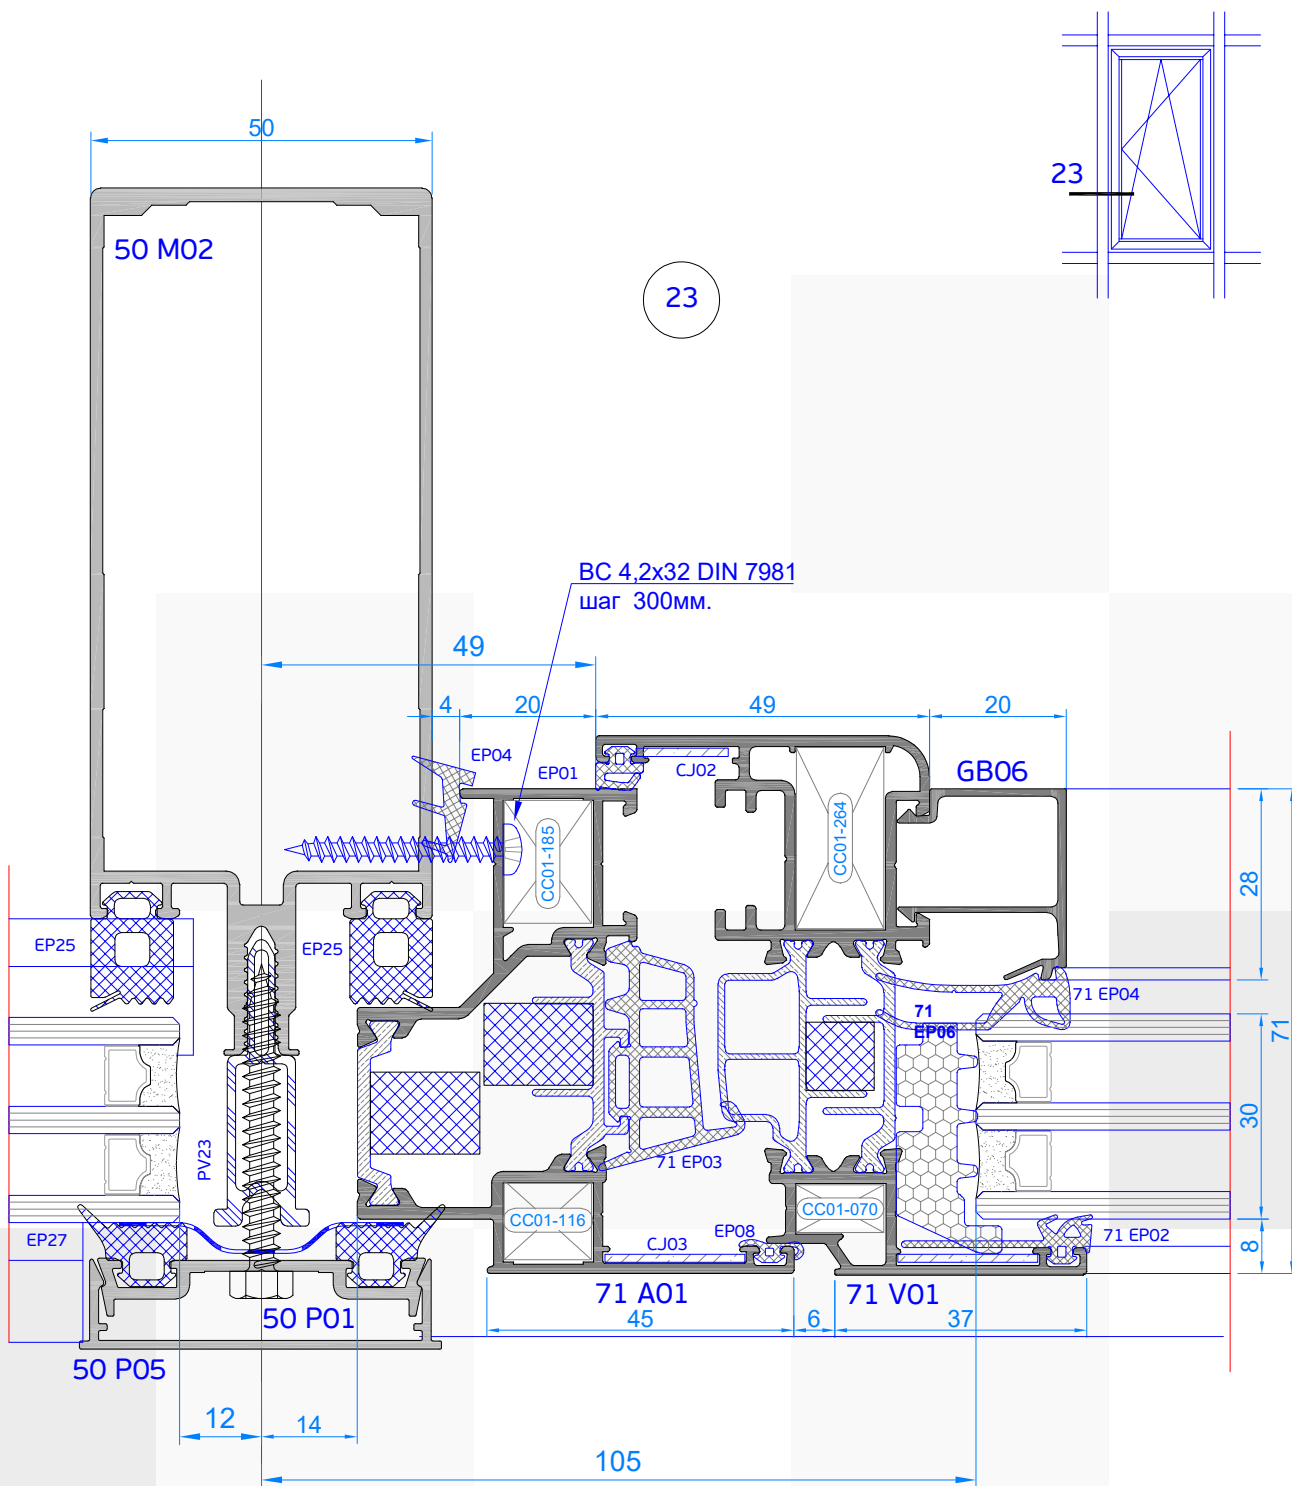 50
23
50 M02
23
BC 4,2x32 DIN 7981
шаг 300мм.
49
4
20
49
20
EP04
EP01
CJ02
GB06
CC01-185
CC01-264
28
EP25
EP25
71 EP04
71
EP06
71
30
PV23
71 EP03
CC01-116
CC01-070
EP27
CJ03
EP08
71 EP02
8
50 P01
71 A01
71 V01
45
6
37
50 P05
12
14
105